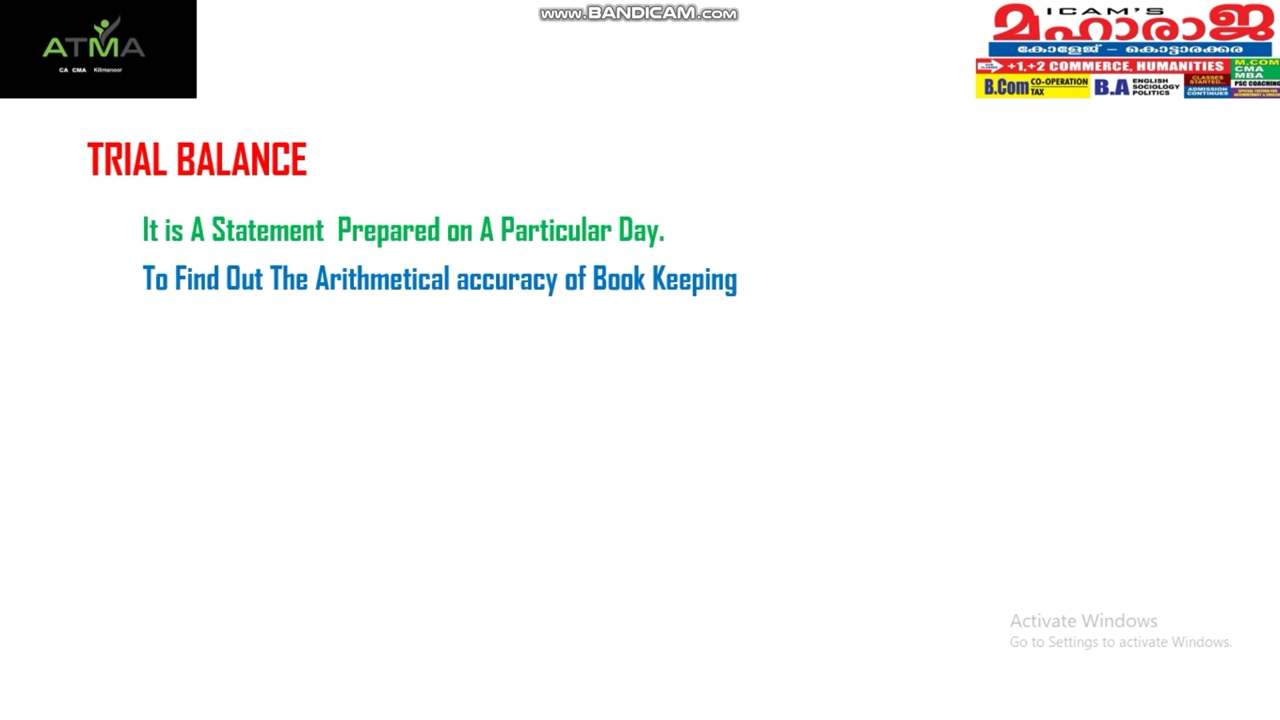 www.BANDICAM.com
ATMA
CA CMA Kilimanoor
ICAM'S
മഹാരാജ
കോളേജ് - കൊട്ടാരക്കര
+1,+2 COMMERCE, HUMANITIES
M.COM
CMA
MBA
PSC COACHING
B.Com CO-OPERATION TAX
B.A ENGLISH SOCIOLOGY POLITICS
CLASSES STARTED...
ADMISSION CONTINUES
TRIAL BALANCE
It is A Statement Prepared on A Particular Day.
To Find Out The Arithmetical accuracy of Book Keeping
Activate Windows
Go to Settings to activate Windows.